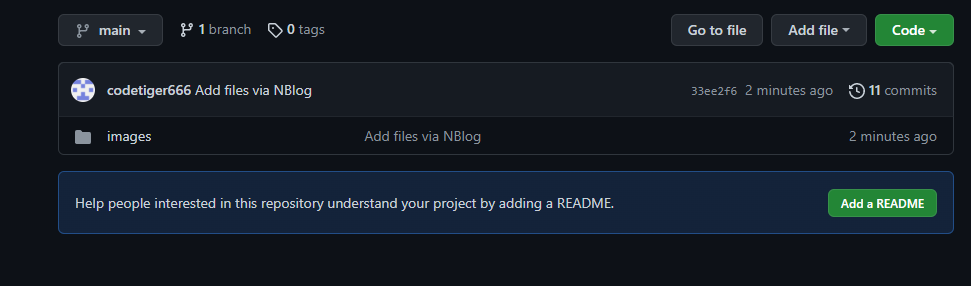 main 1 branch 0 tags Go to file Add file Code
codetiger666 Add files via NBlog 33ee2f6 2 minutes ago 11 commits
images Add files via NBlog 2 minutes ago
Help people interested in this repository understand your project by adding a README. Add a README